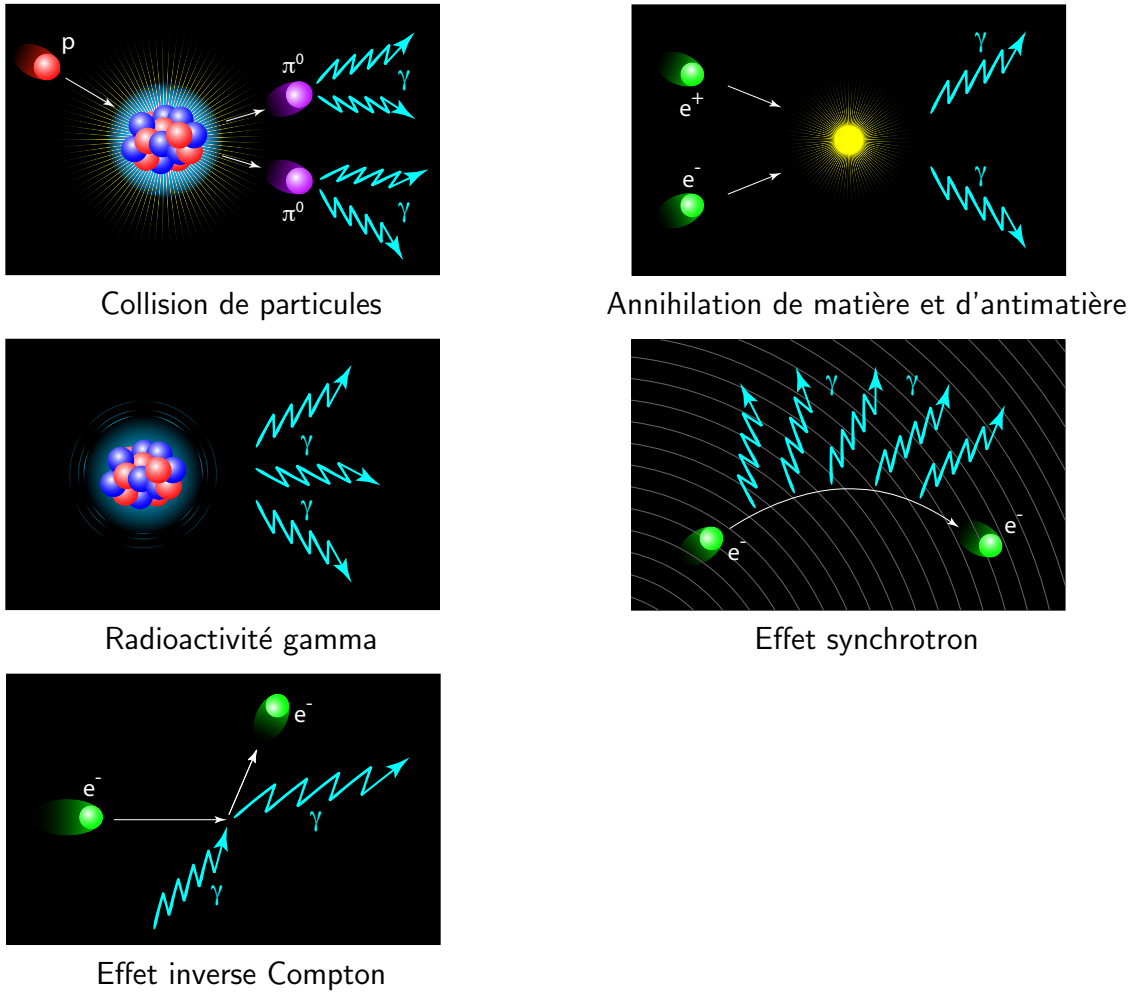 p
π⁰
γ
π⁰
γ
Collision de particules
e⁺
e⁻
γ
γ
Annihilation de matière et d'antimatière
γ
γ
Radioactivité gamma
γ
γ
e⁻
e⁻
Effet synchrotron
e⁻
e⁻
γ
γ
Effet inverse Compton